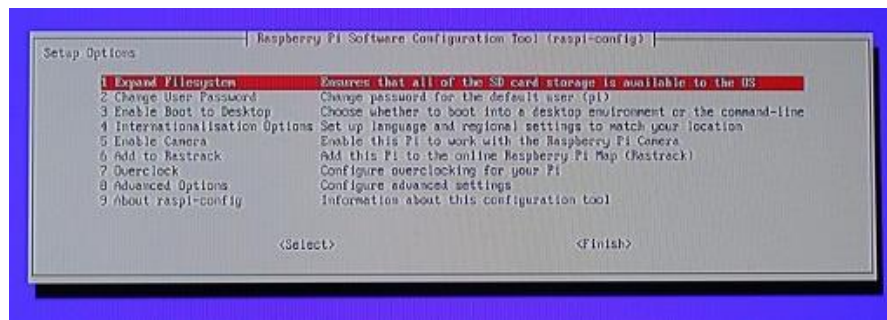 Raspberry Pi Software Configuration Tool (raspi-config)
Setup Options
1 Expand Filesystem Ensures that all of the SD card storage is available to the OS
2 Change User Password Change password for the default user (pi)
3 Enable Boot to Desktop Choose whether to boot into a desktop environment or the command-line
4 Internationalisation Options Set up language and regional settings to match your location
5 Enable Camera Enable this Pi to work with the Raspberry Pi Camera
6 Add to Rastrack Add this Pi to the online Raspberry Pi Map (Rastrack)
7 Overclock Configure overclocking for your Pi
8 Advanced Options Configure advanced settings
9 About raspi-config Information about this configuration tool
<Select> <Finish>